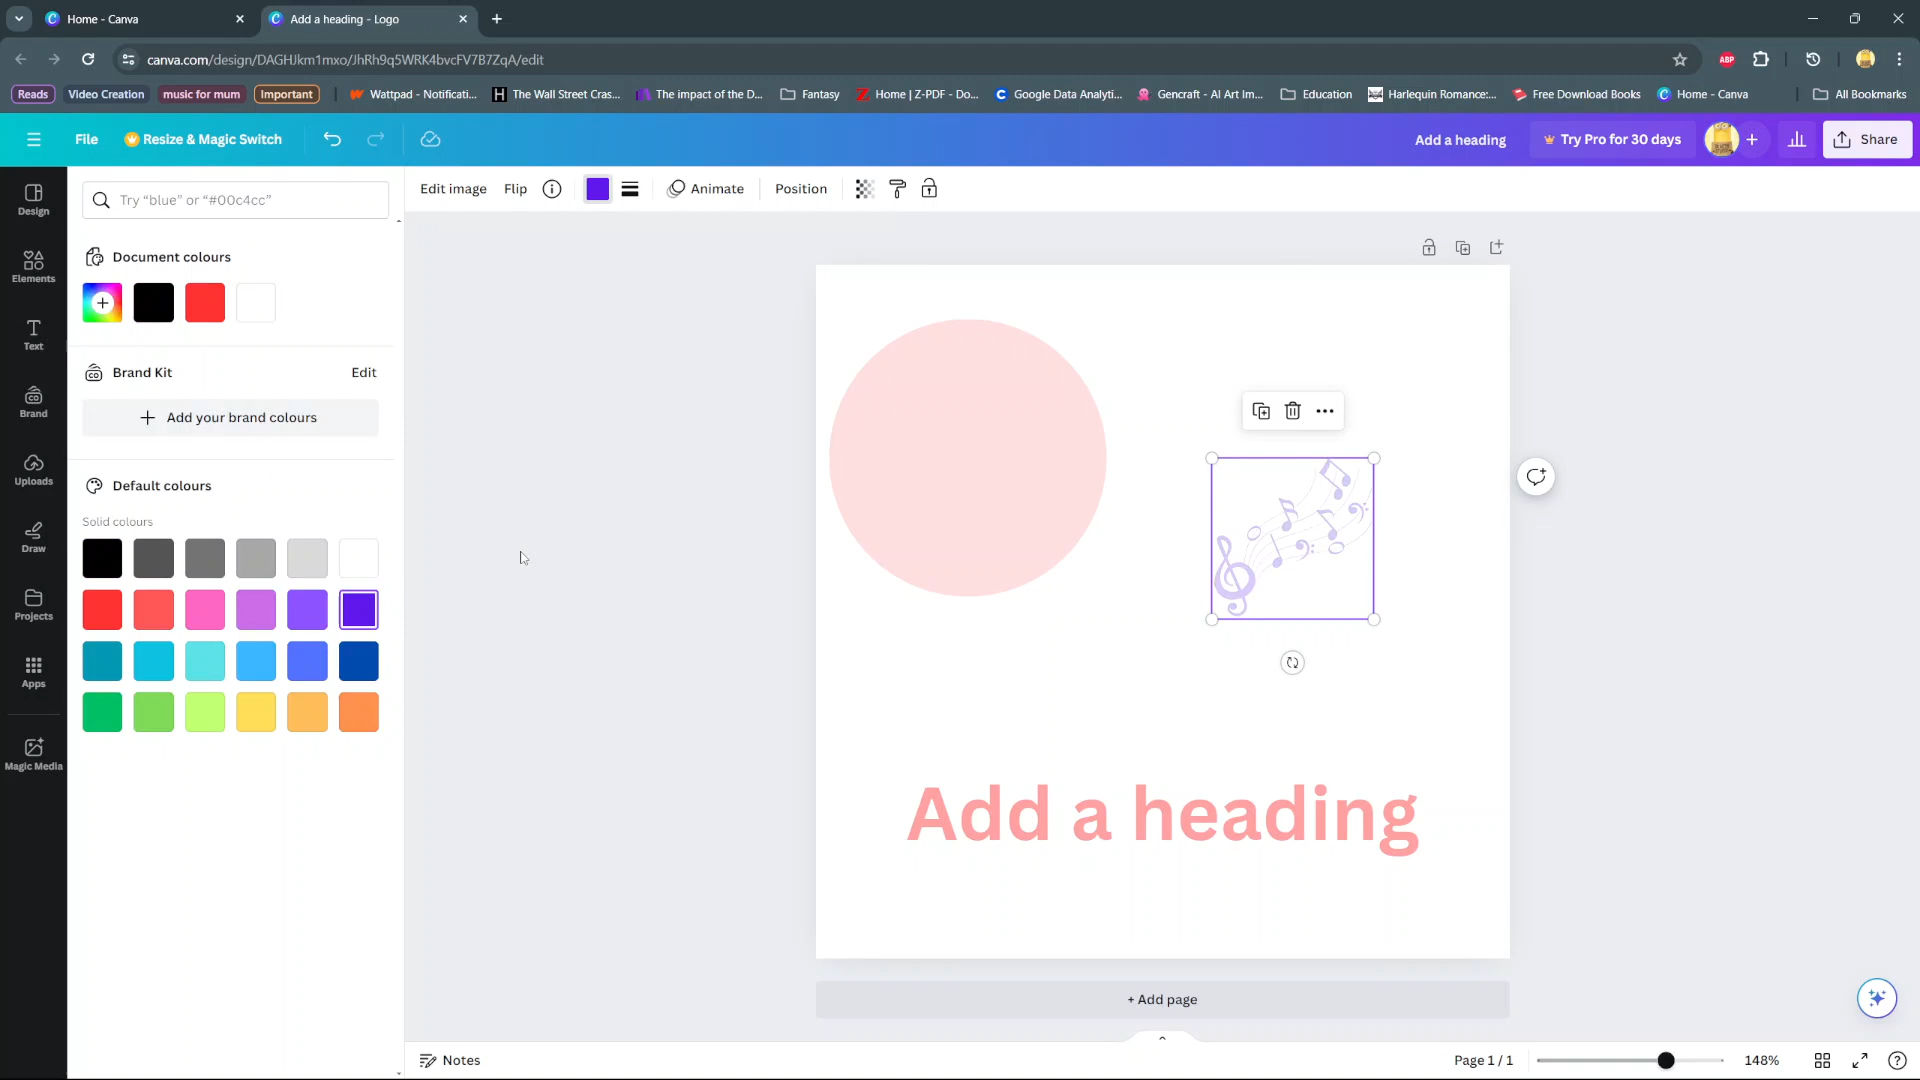 Home - Canva
Add a heading - Logo
canva.com/design/DAGHJkm1mxo/JhRh9q5WRK4bvcFV7B7ZqA/edit
ABP
Reads
Video Creation
music for mum
Important
Wattpad - Notificati...
The Wall Street Cras...
The impact of the D...
Fantasy
Home | Z-PDF - Do...
Google Data Analyti...
Gencraft - AI Art Im...
Education
Harlequin Romance:...
Free Download Books
Home - Canva
All Bookmarks
File
Resize & Magic Switch
Add a heading
Try Pro for 30 days
Share
Design
Elements
Text
Brand
Uploads
Draw
Projects
Apps
Magic Media
Try “blue” or “#00c4cc”
Document colours
Brand Kit
Edit
Add your brand colours
Default colours
Solid colours
Edit image
Flip
Animate
Position
Add a heading
+ Add page
Notes
Page 1 / 1
148%